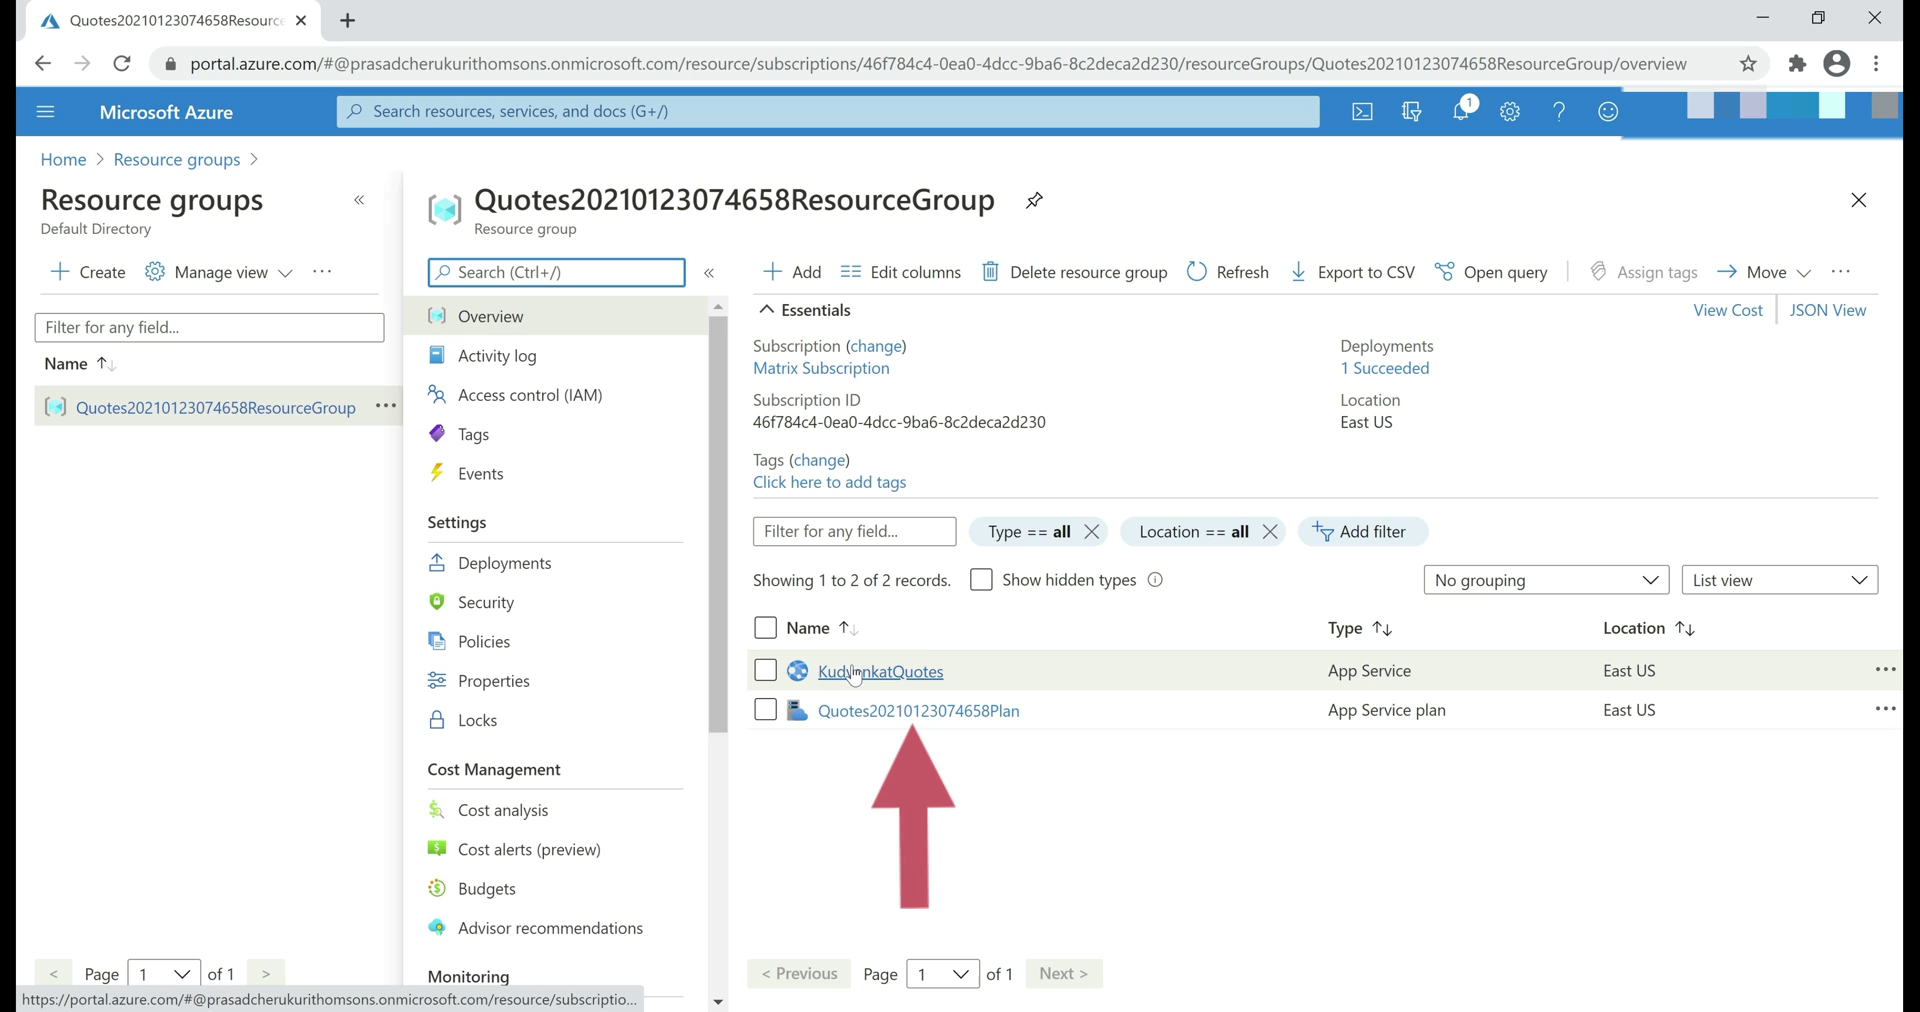 Quotes20210123074658Resource
portal.azure.com/#@prasadcherukurithomsons.onmicrosoft.com/resource/subscriptions/46f784c4-0ea0-4dcc-9ba6-8c2deca2d230/resourceGroups/Quotes20210123074658ResourceGroup/overview
Microsoft Azure
Search resources, services, and docs (G+/)
1
Home > Resource groups >
Resource groups
Default Directory
Create Manage view ···
Filter for any field...
Name
Quotes20210123074658ResourceGroup ···
< Page 1 of 1 >
Quotes20210123074658ResourceGroup
Resource group
Search (Ctrl+/)
Overview
Activity log
Access control (IAM)
Tags
Events
Settings
Deployments
Security
Policies
Properties
Locks
Cost Management
Cost analysis
Cost alerts (preview)
Budgets
Advisor recommendations
Monitoring
Add Edit columns Delete resource group Refresh Export to CSV Open query Assign tags Move ···
Essentials
View Cost JSON View
Subscription (change)
Matrix Subscription
Subscription ID
46f784c4-0ea0-4dcc-9ba6-8c2deca2d230
Tags (change)
Click here to add tags
Deployments
1 Succeeded
Location
East US
Filter for any field... Type == all Location == all Add filter
Showing 1 to 2 of 2 records. Show hidden types No grouping List view
Name Type Location
App Service East US ···
Quotes20210123074658Plan App Service plan East US ···
< Previous Page 1 of 1 Next >
https://portal.azure.com/#@prasadcherukurithomsons.onmicrosoft.com/resource/subscriptio...